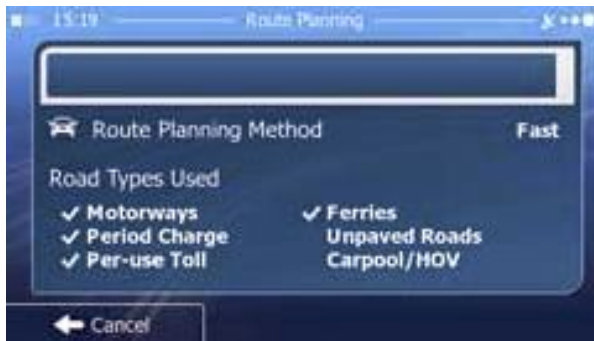 15:19 Route Planning
Route Planning Method Fast
Road Types Used
Motorways Ferries
Period Charge Unpaved Roads
Per-use Toll Carpool/HOV
Cancel